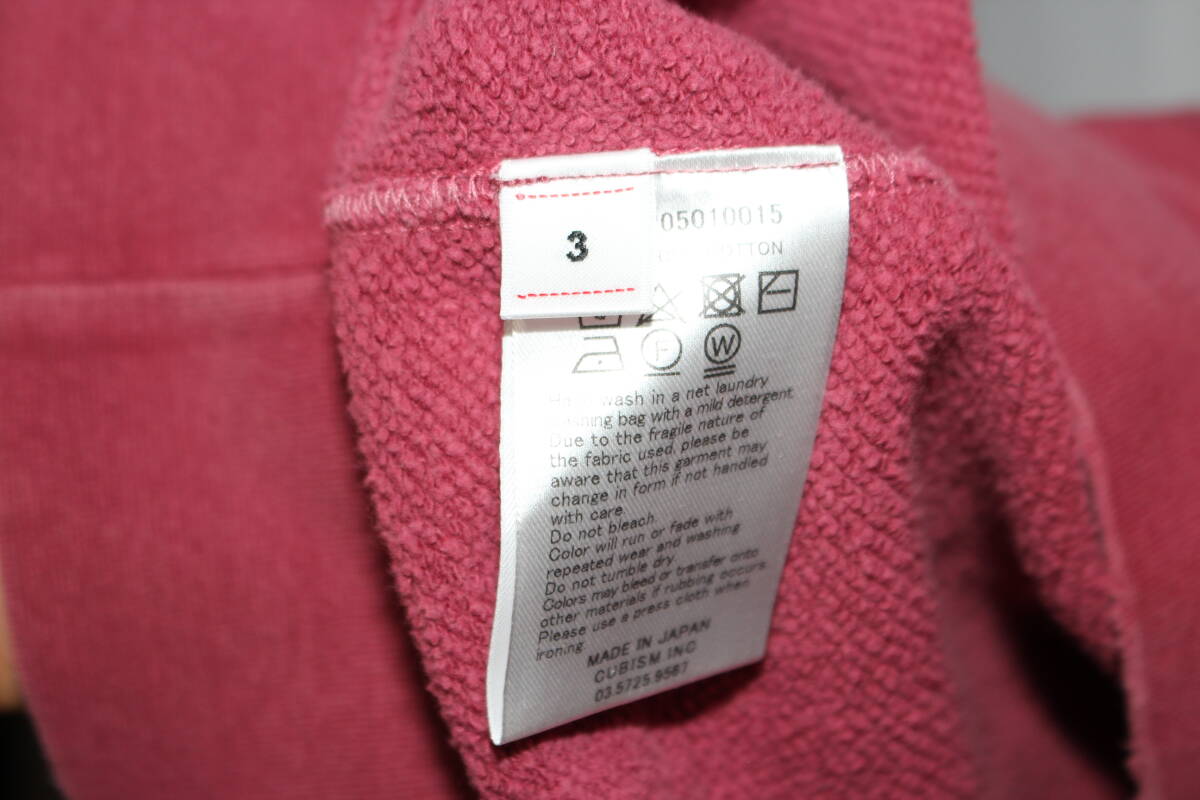 3
05010015
COTTON
F
W
wash in a net laundry
washing bag with a mild detergent
Due to the fragile nature of
the fabric used, please be
aware that this garment may
change in form if not handled
with care
Do not bleach.
Color will run or fade with
repeated wear and washing
Do not tumble dry
Colors may bleed or transfer onto
other materials if rubbing occurs
Please use a press cloth when
ironing.
MADE IN JAPAN
CUBISM INC
03.5725.9567